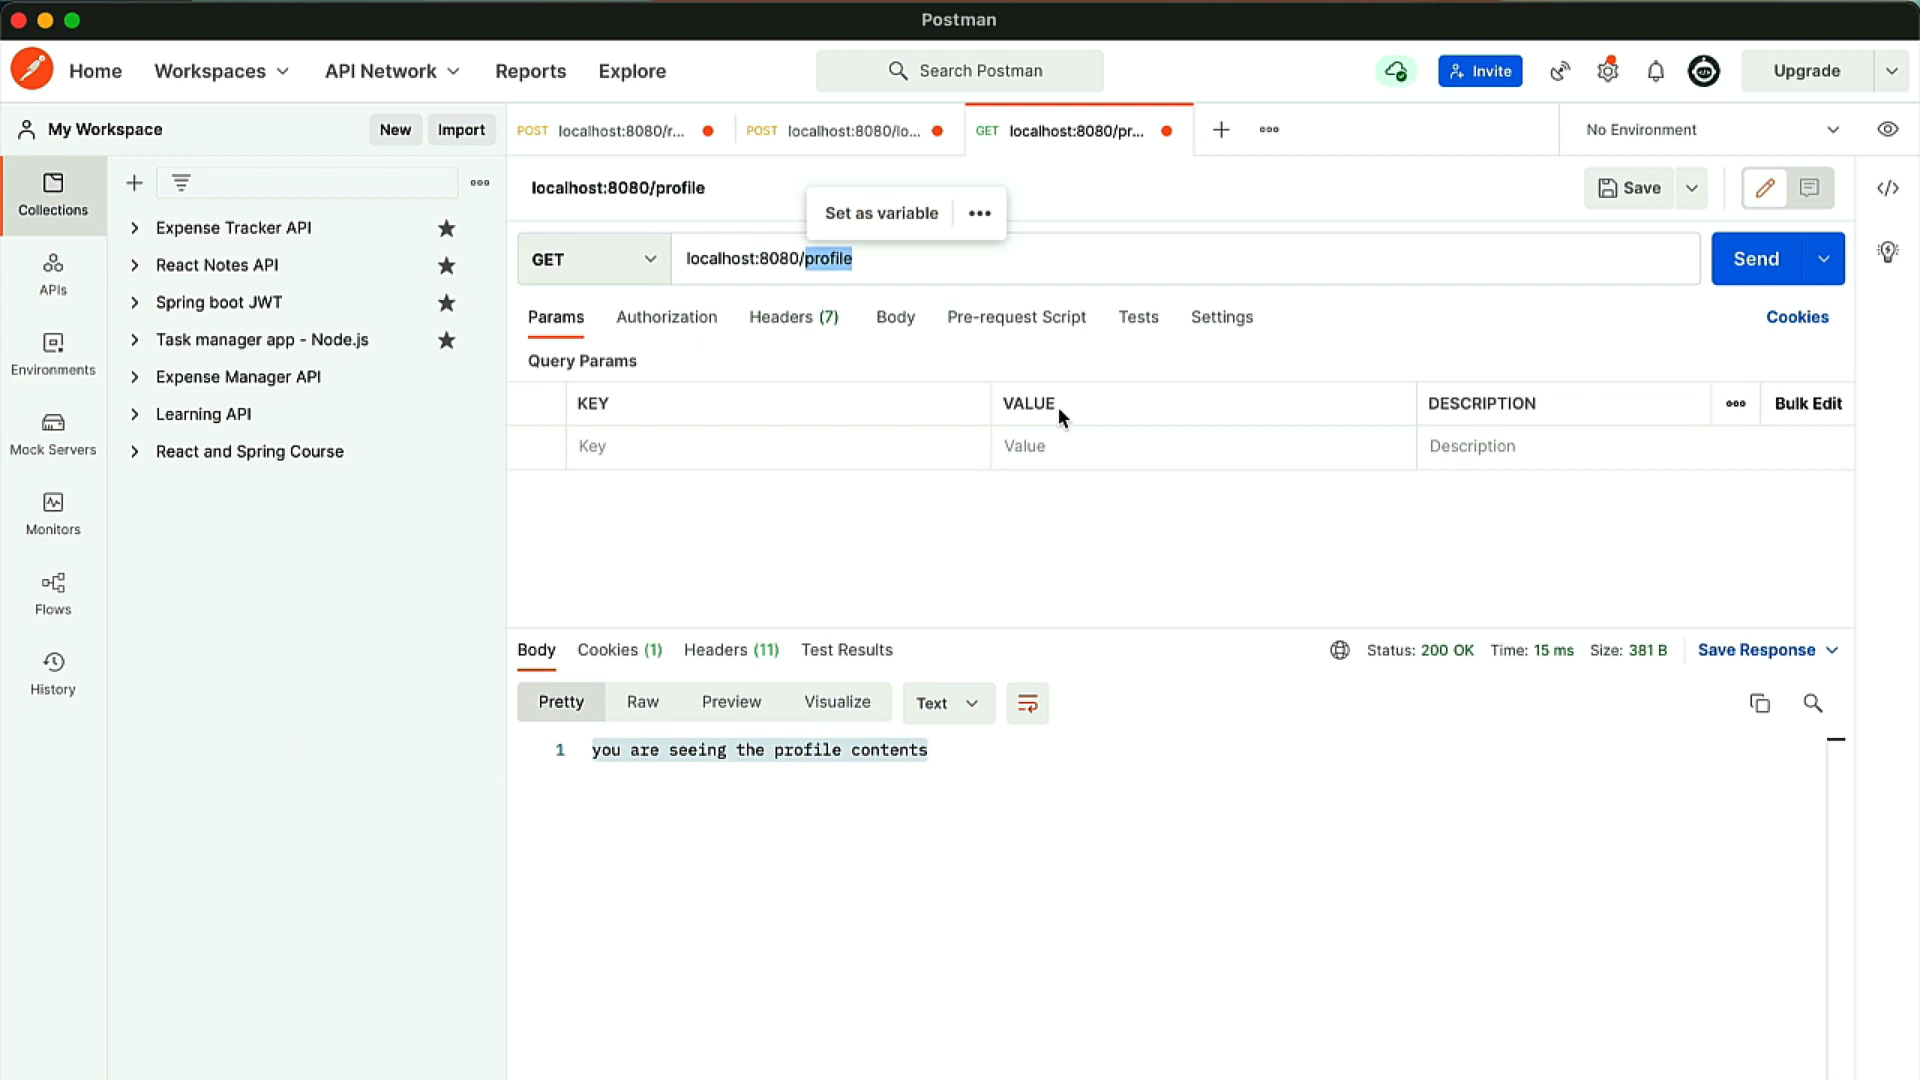 Postman
Home Workspaces API Network Reports Explore Search Postman Invite Upgrade
My Workspace New Import POST localhost:8080/r... POST localhost:8080/lo... GET localhost:8080/pr... No Environment
Collections
APIs
Environments
Mock Servers
Monitors
Flows
History
Expense Tracker API
React Notes API
Spring boot JWT
Task manager app - Node.js
Expense Manager API
Learning API
React and Spring Course
localhost:8080/profile Save
Set as variable
GET localhost:8080/profile Send
Params Authorization Headers (7) Body Pre-request Script Tests Settings Cookies
Query Params
KEY VALUE DESCRIPTION Bulk Edit
Key Value Description
Body Cookies (1) Headers (11) Test Results Status: 200 OK Time: 15 ms Size: 381 B Save Response
Pretty Raw Preview Visualize Text
1 you are seeing the profile contents